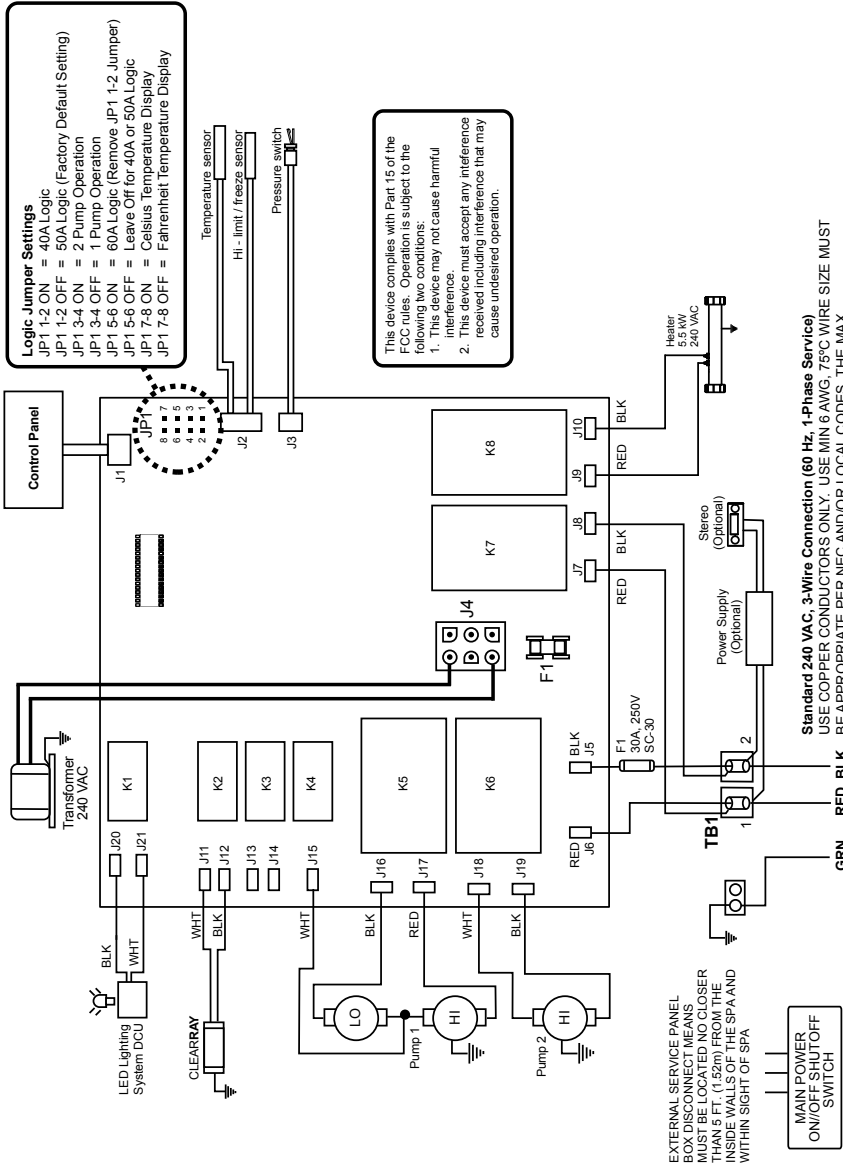 Logic Jumper Settings
JP1 1-2 ON = 40A Logic
JP1 1-2 OFF = 50A Logic (Factory Default Setting)
JP1 3-4 ON = 2 Pump Operation
JP1 3-4 OFF = 1 Pump Operation
JP1 5-6 ON = 60A Logic (Remove JP1 1-2 Jumper)
JP1 5-6 OFF = Leave Off for 40A or 50A Logic
JP1 7-8 ON = Celsius Temperature Display
JP1 7-8 OFF = Fahrenheit Temperature Display
Control Panel
J1
JP1
8 7
6 5
4 3
2 1
J2
J3
Temperature sensor
Hi - limit / freeze sensor
Pressure switch
This device complies with Part 15 of the
FCC rules. Operation is subject to the
following two conditions:
1. This device may not cause harmful
interference.
2. This device must accept any inteference
received including interference that may
cause undesired operation.
Transformer
240 VAC
K1
K2
K3
K4
K5
K6
K7
K8
J4
F1
J20
J21
J11
J12
J13
J14
J15
J16
J17
J18
J19
BLK
WHT
WHT
BLK
WHT
BLK
RED
WHT
BLK
LED Lighting
System DCU
CLEARRAY
LO
HI
Pump 1
HI
Pump 2
RED
J6
BLK
J5
F1
30A, 250V
SC-30
J7
RED
J8
BLK
J9
RED
J10
BLK
Heater
5.5 kW
240 VAC
Stereo
(Optional)
Power Supply
(Optional)
TB1
1
2
GRN
RED
BLK
Standard 240 VAC, 3-Wire Connection (60 Hz, 1-Phase Service)
USE COPPER CONDUCTORS ONLY. USE MIN 6 AWG, 75ºC WIRE SIZE MUST
BE APPROPRIATE PER NEC AND/OR LOCAL CODES. THE MAX
EXTERNAL SERVICE PANEL
BOX DISCONNECT MEANS
MUST BE LOCATED NO CLOSER
THAN 5 FT. (1.52m) FROM THE
INSIDE WALLS OF THE SPA AND
WITHIN SIGHT OF SPA
MAIN POWER
ON//OFF SHUTOFF
SWITCH